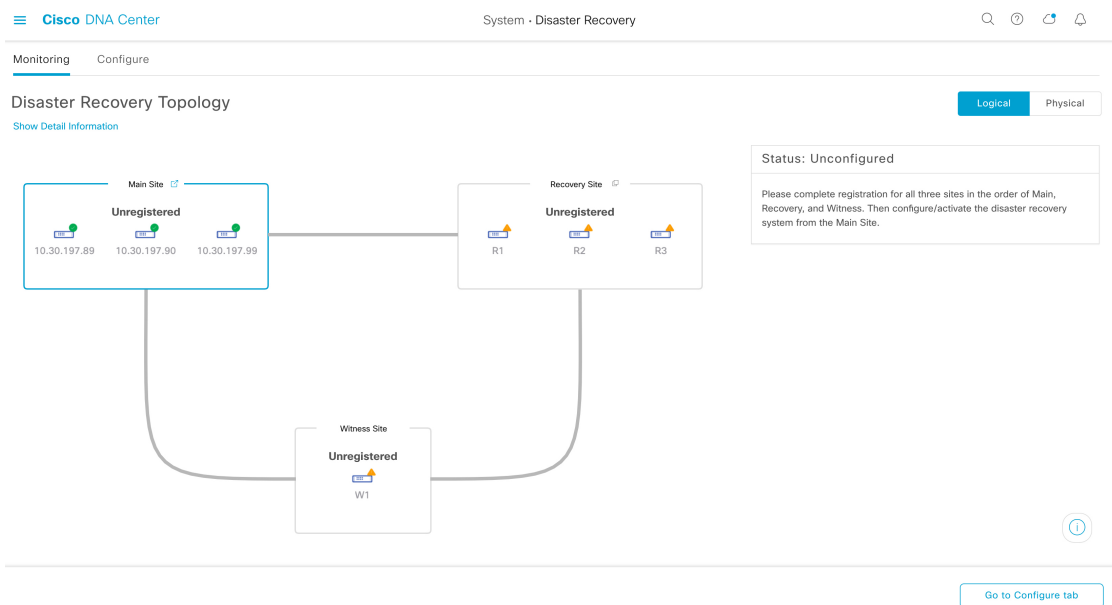 Cisco DNA Center
System · Disaster Recovery
Monitoring
Configure
Disaster Recovery Topology
Show Detail Information
Logical
Physical
Main Site
Unregistered
10.30.197.89
10.30.197.90
10.30.197.99
Recovery Site
Unregistered
R1
R2
R3
Status: Unconfigured
Please complete registration for all three sites in the order of Main,
Recovery, and Witness. Then configure/activate the disaster recovery
system from the Main Site.
Witness Site
Unregistered
W1
Go to Configure tab